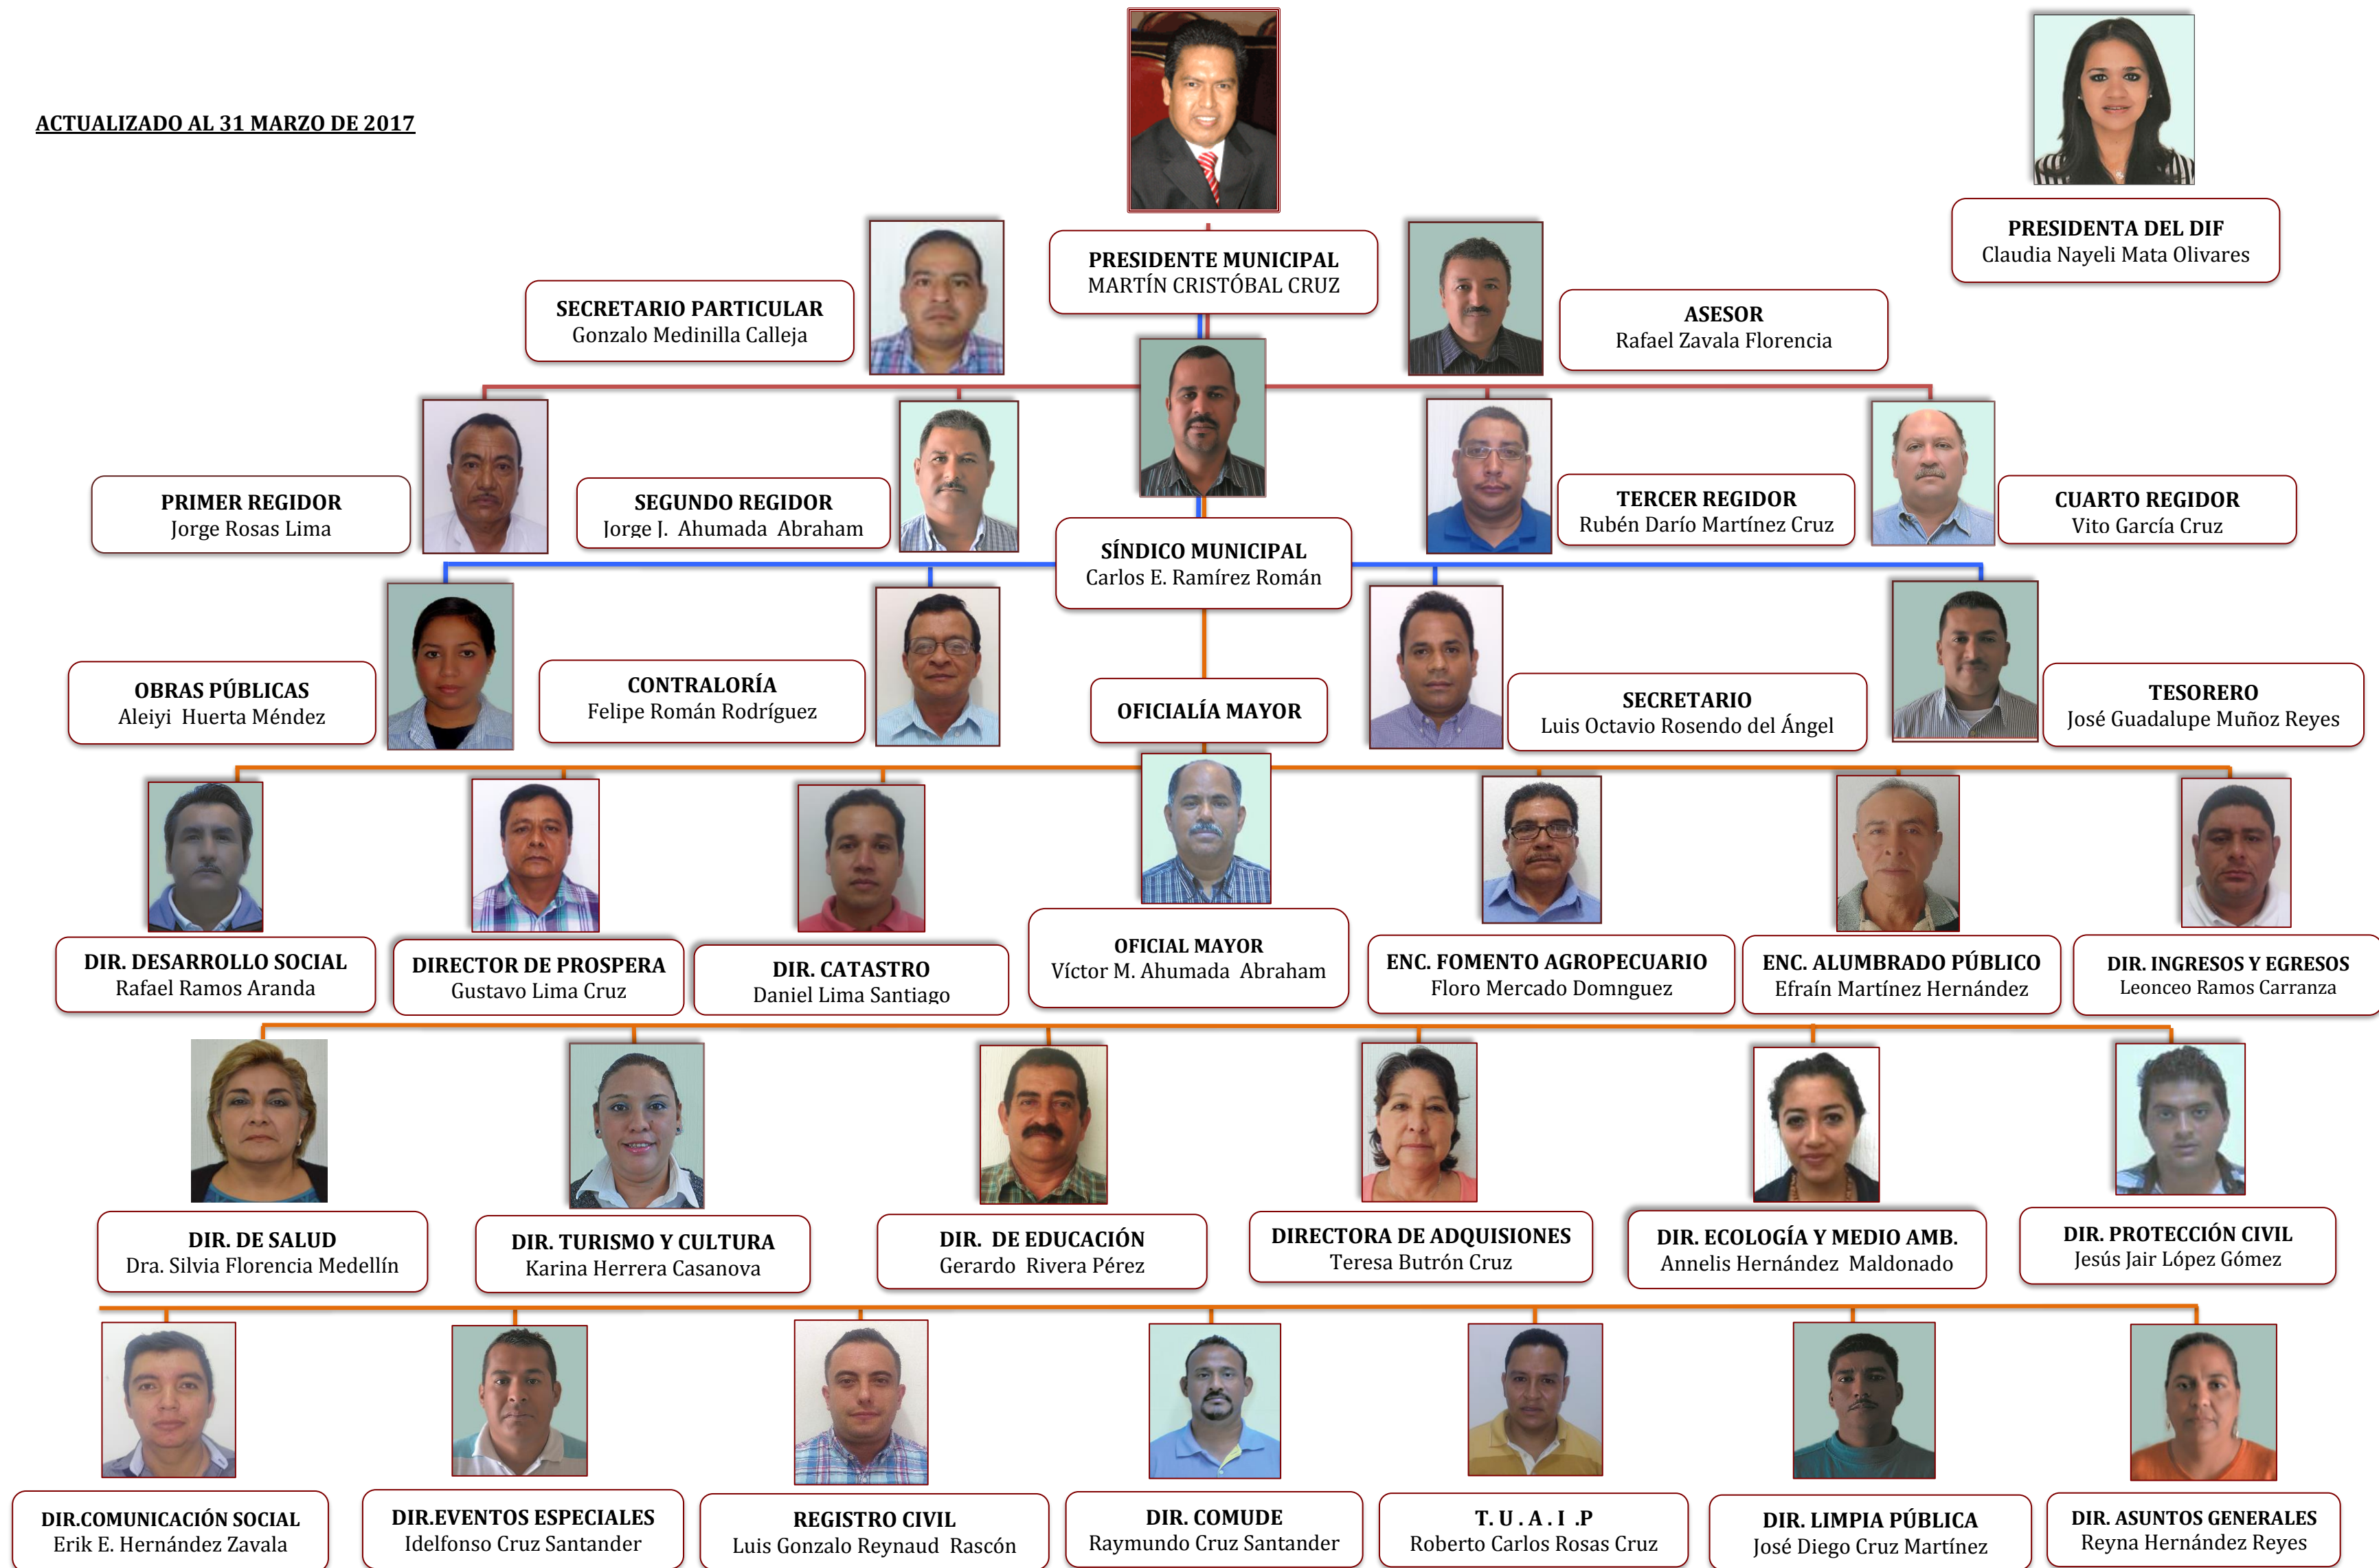 ACTUALIZADO AL 31 MARZO DE 2017
PRESIDENTA DEL DIF
Claudia Nayeli Mata Olivares
PRESIDENTE MUNICIPAL
MARTÍN CRISTÓBAL CRUZ
SECRETARIO PARTICULAR
Gonzalo Medinilla Calleja
ASESOR
Rafael Zavala Florencia
PRIMER REGIDOR
Jorge Rosas Lima
SEGUNDO REGIDOR
Jorge J. Ahumada Abraham
TERCER REGIDOR
Rubén Darío Martínez Cruz
CUARTO REGIDOR
Vito García Cruz
SÍNDICO MUNICIPAL
Carlos E. Ramírez Román
OBRAS PÚBLICAS
Aleiyi Huerta Méndez
CONTRALORÍA
Felipe Román Rodríguez
OFICIALÍA MAYOR
SECRETARIO
Luis Octavio Rosendo del Ángel
TESORERO
José Guadalupe Muñoz Reyes
DIR. DESARROLLO SOCIAL
Rafael Ramos Aranda
DIRECTOR DE PROSPERA
Gustavo Lima Cruz
DIR. CATASTRO
Daniel Lima Santiago
OFICIAL MAYOR
Víctor M. Ahumada Abraham
ENC. FOMENTO AGROPECUARIO
Floro Mercado Domnguez
ENC. ALUMBRADO PÚBLICO
Efraín Martínez Hernández
DIR. INGRESOS Y EGRESOS
Leonceo Ramos Carranza
DIR. DE SALUD
Dra. Silvia Florencia Medellín
DIR. TURISMO Y CULTURA
Karina Herrera Casanova
DIR. DE EDUCACIÓN
Gerardo Rivera Pérez
DIRECTORA DE ADQUISIONES
Teresa Butrón Cruz
DIR. ECOLOGÍA Y MEDIO AMB.
Annelis Hernández Maldonado
DIR. PROTECCIÓN CIVIL
Jesús Jair López Gómez
DIR.COMUNICACIÓN SOCIAL
Erik E. Hernández Zavala
DIR.EVENTOS ESPECIALES
Idelfonso Cruz Santander
REGISTRO CIVIL
Luis Gonzalo Reynaud Rascón
DIR. COMUDE
Raymundo Cruz Santander
T. U . A . I .P
Roberto Carlos Rosas Cruz
DIR. LIMPIA PÚBLICA
José Diego Cruz Martínez
DIR. ASUNTOS GENERALES
Reyna Hernández Reyes